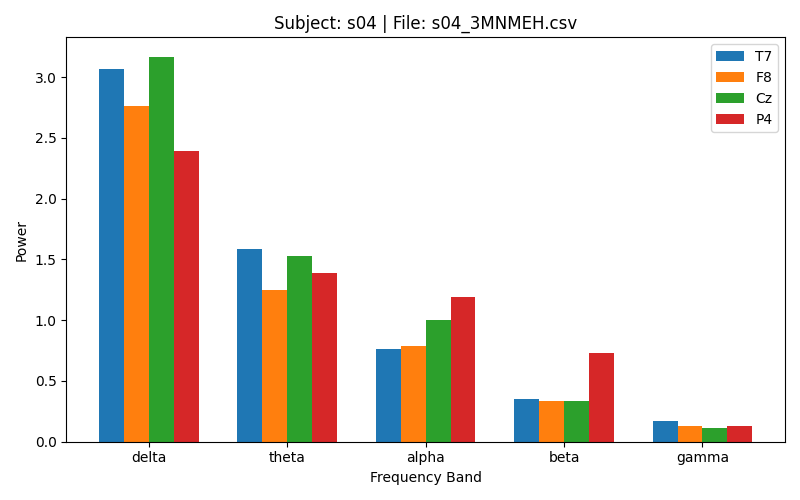 Subject: s04 | File: s04_3MNMEH.csv
T7
F8
Cz
P4
3.0
2.5
2.0
1.5
1.0
0.5
0.0
Power
delta theta alpha beta gamma
Frequency Band